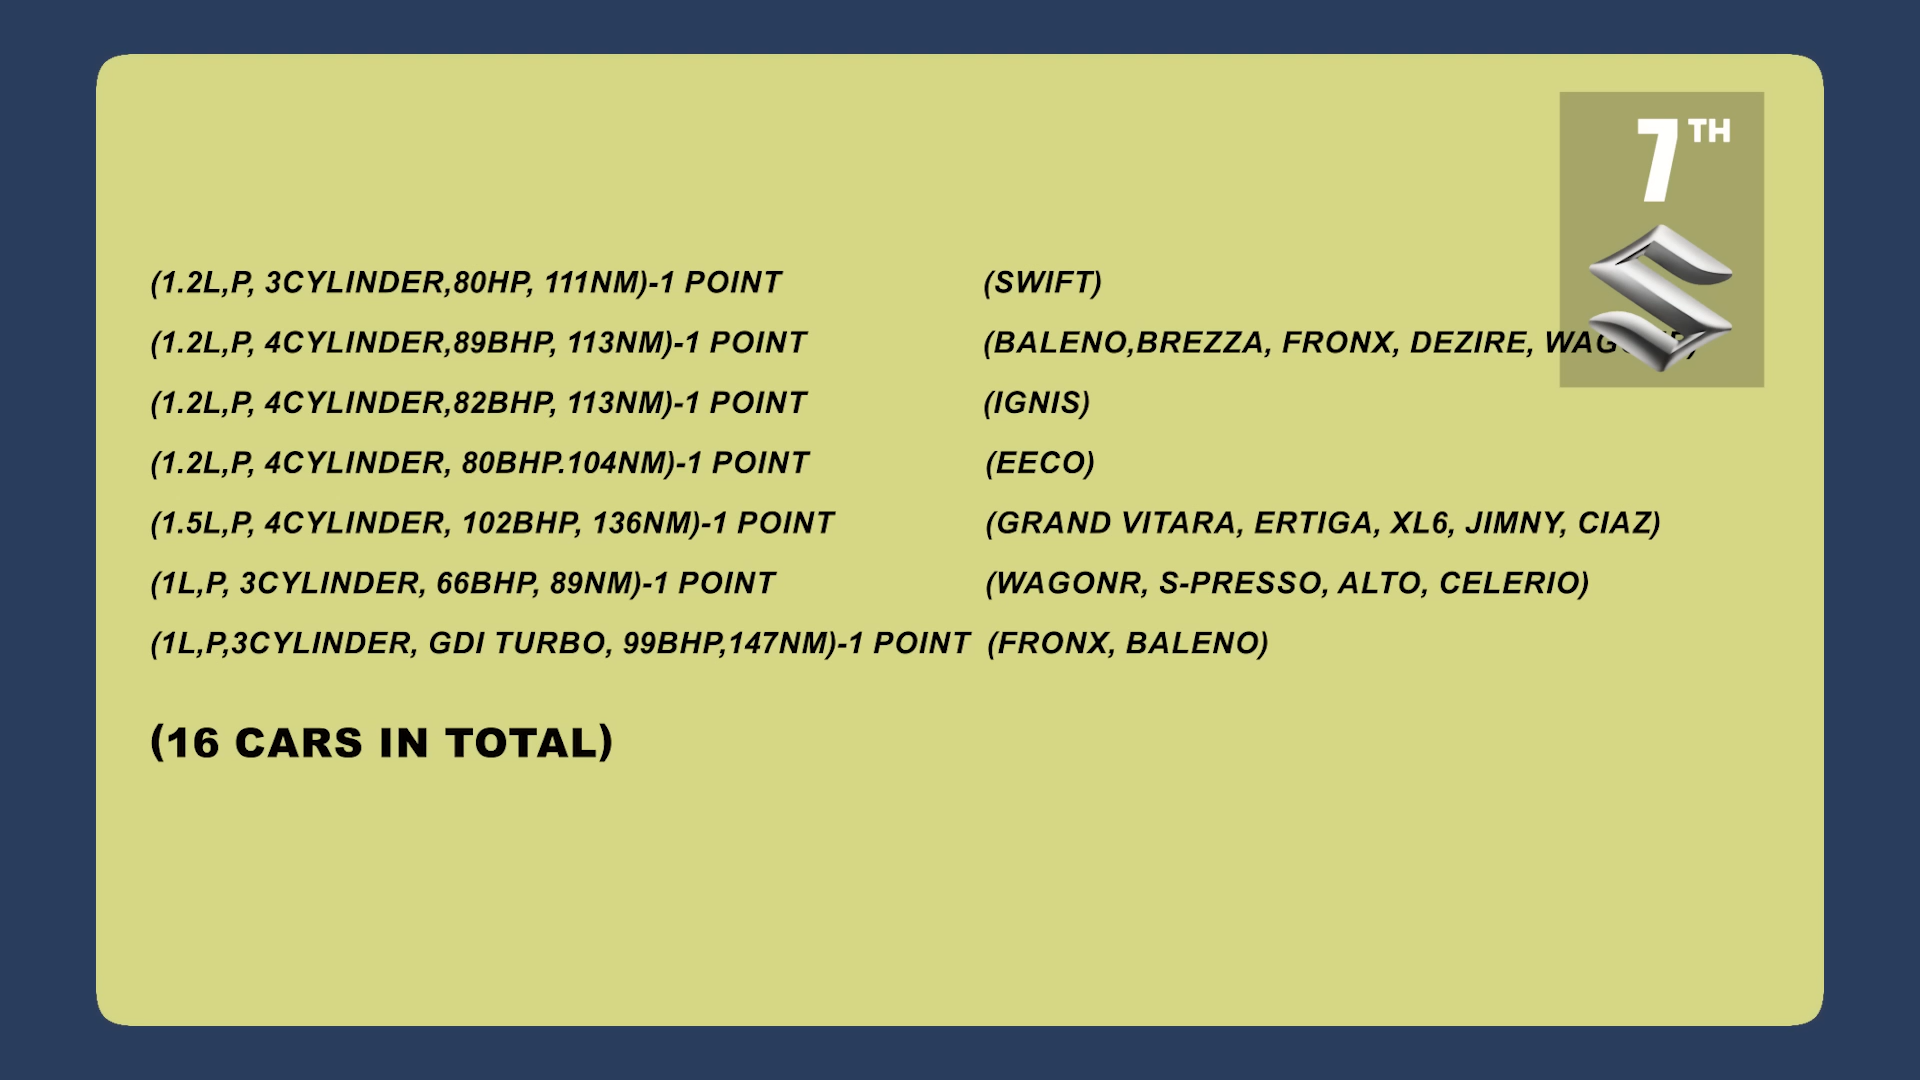 7TH
(1.2L,P, 3CYLINDER,80HP, 111NM)-1 POINT (SWIFT)
(1.2L,P, 4CYLINDER,89BHP, 113NM)-1 POINT (BALENO,BREZZA, FRONX, DEZIRE,
(1.2L,P, 4CYLINDER,82BHP, 113NM)-1 POINT (IGNIS)
(1.2L,P, 4CYLINDER, 80BHP.104NM)-1 POINT (EECO)
(1.5L,P, 4CYLINDER, 102BHP, 136NM)-1 POINT (GRAND VITARA, ERTIGA, XL6, JIMNY, CIAZ)
(1L,P, 3CYLINDER, 66BHP, 89NM)-1 POINT (WAGONR, S-PRESSO, ALTO, CELERIO)
(1L,P,3CYLINDER, GDI TURBO, 99BHP,147NM)-1 POINT (FRONX, BALENO)
(16 CARS IN TOTAL)